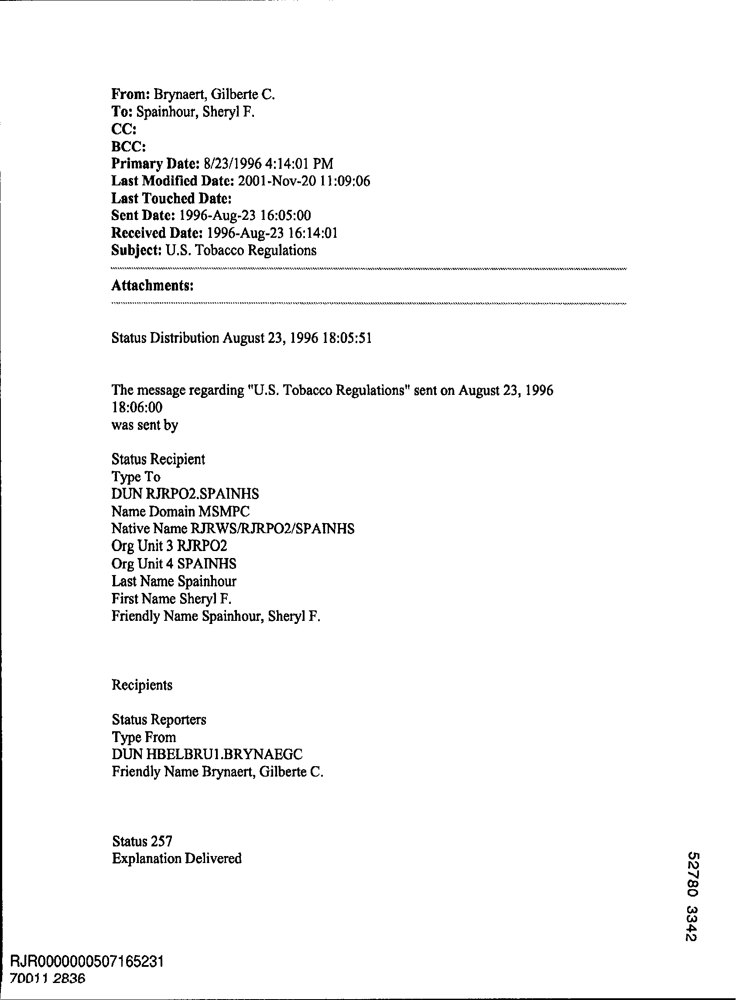 From: Brynaert, Gilberte C.
To: Spainhour, Sheryl F.
CC:
BCC:
Primary Date: 8/23/1996 4:14:01 PM
Last Modified Date: 2001-Nov-20 11:09:06
Last Touched Date:
Sent Date: 1996-Aug-23 16:05:00
Received Date: 1996-Aug-23 16:14:01
Subject: U.S. Tobacco Regulations
Attachments:
Status Distribution August 23, 1996 18:05:51
The message regarding "U.S. Tobacco Regulations" sent on August 23, 1996
18:06:00
was sent by
Status Recipient
Type To
DUN RJRPO2.SPAINHS
Name Domain MSMPC
Native Name RJRWS/RJRPO2/SPAINHS
Org Unit 3 RJRPO2
Org Unit 4 SPAINHS
Last Name Spainhour
First Name Sheryl F.
Friendly Name Spainhour, Sheryl F.
Recipients
Status Reporters
Type From
DUN HBELBRU1.BRYNAEGC
Friendly Name Brynaert, Gilberte C.
Status 257
Explanation Delivered
52780 3342
RJR0000000507165231
70011 2836